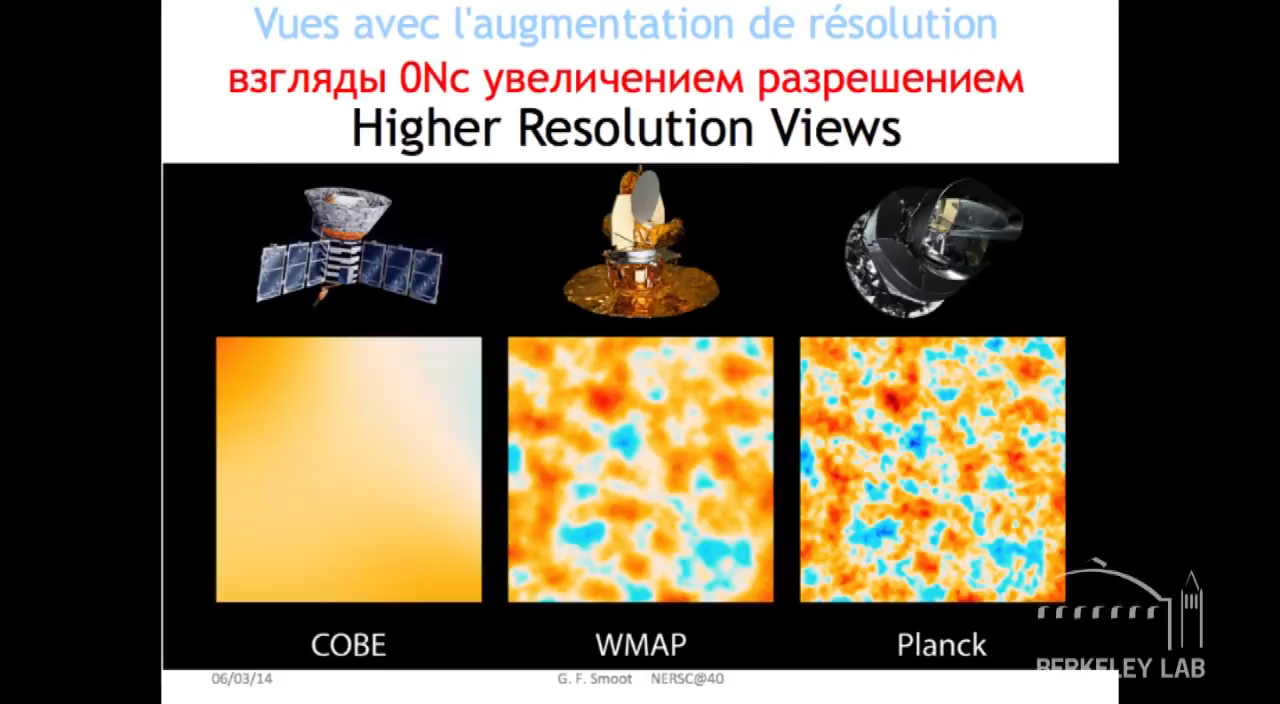 Vues avec l'augmentation de résolution
взгляды 0Nс увеличением разрешением
Higher Resolution Views
COBE WMAP Planck
06/03/14 G. F. Smoot NERSC@40
BERKELEY LAB